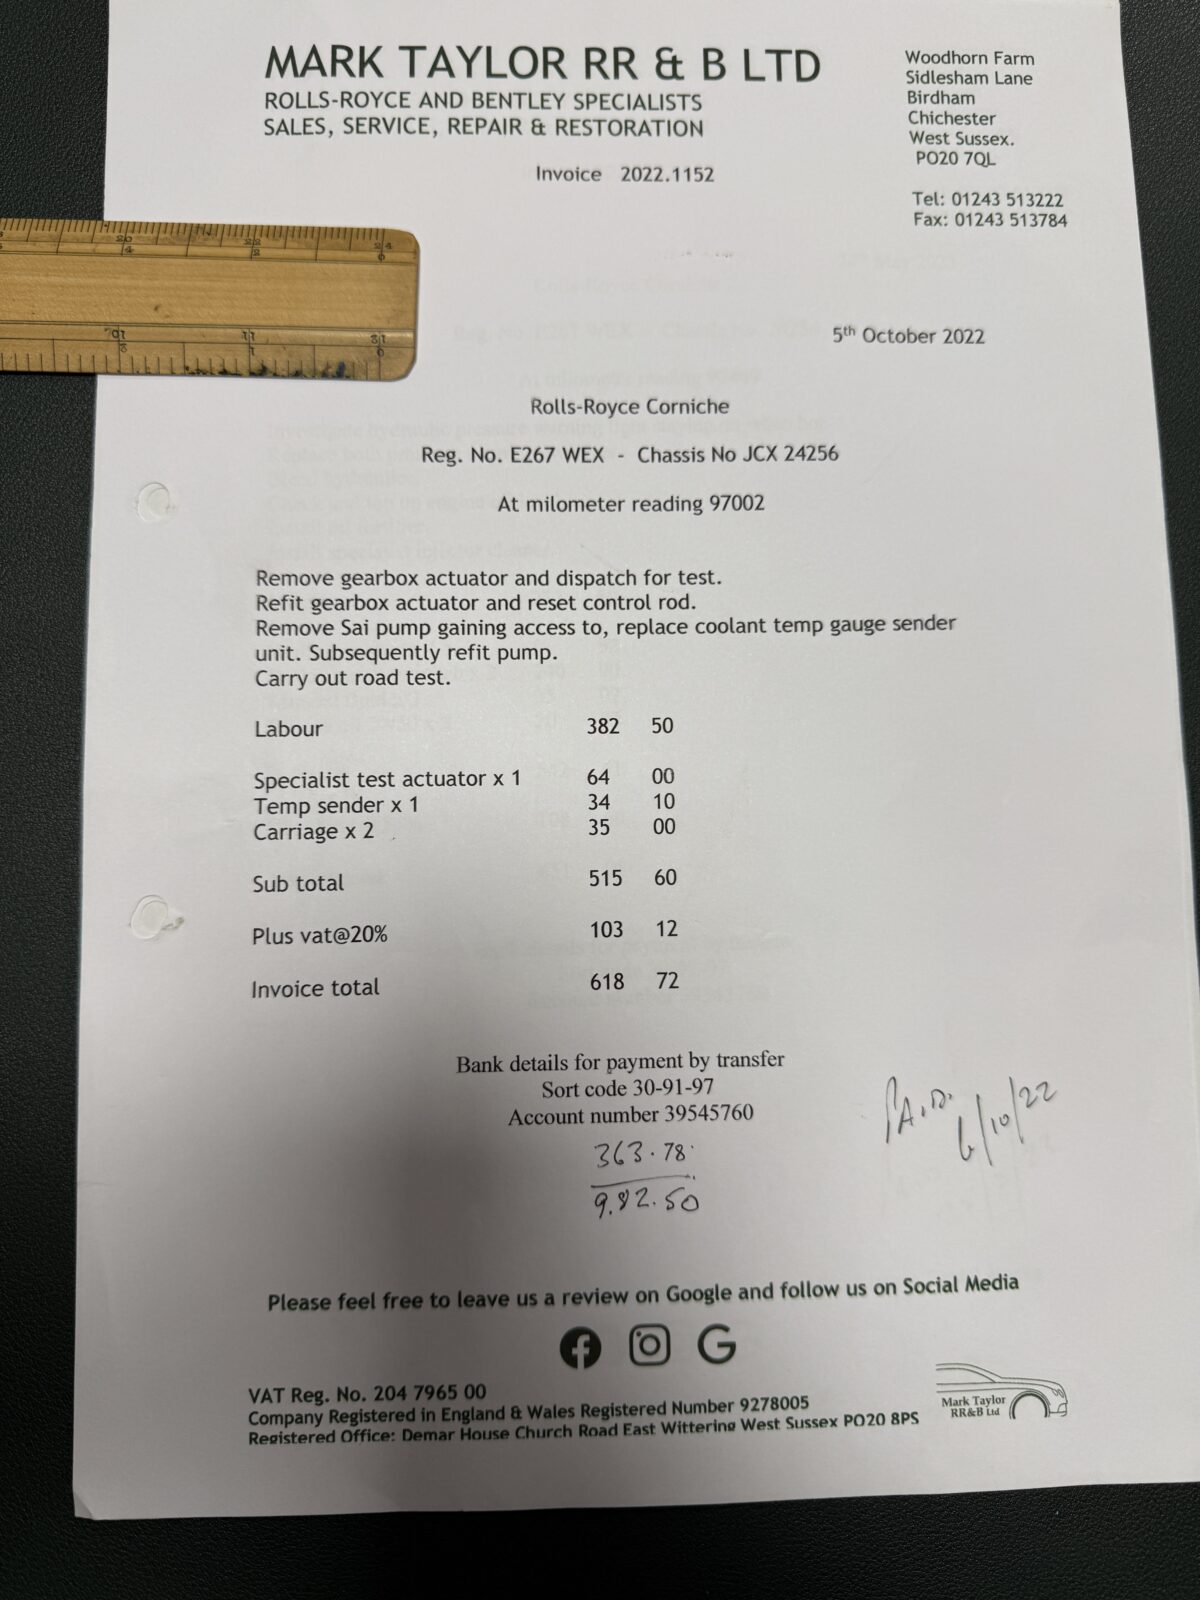 MARK TAYLOR RR & B LTD
ROLLS-ROYCE AND BENTLEY SPECIALISTS
SALES, SERVICE, REPAIR & RESTORATION
Woodhorn Farm
Sidlesham Lane
Birdham
Chichester
West Sussex.
PO20 7QL
Tel: 01243 513222
Fax: 01243 513784
Invoice 2022.1152
5th October 2022
Rolls-Royce Corniche
Reg. No. E267 WEX - Chassis No JCX 24256
At milometer reading 97002
Remove gearbox actuator and dispatch for test.
Refit gearbox actuator and reset control rod.
Remove Sai pump gaining access to, replace coolant temp gauge sender
unit. Subsequently refit pump.
Carry out road test.
Labour 382 50
Specialist test actuator x 1 64 00
Temp sender x 1 34 10
Carriage x 2 35 00
Sub total 515 60
Plus vat@20% 103 12
Invoice total 618 72
Bank details for payment by transfer
Sort code 30-91-97
Account number 39545760
363.78
982.50
PAID.
6/10/22
Please feel free to leave us a review on Google and follow us on Social Media
VAT Reg. No. 204 7965 00
Company Registered in England & Wales Registered Number 9278005
Registered Office: Demar House Church Road East Wittering West Sussex PO20 8PS
Mark Taylor
RR&B Ltd